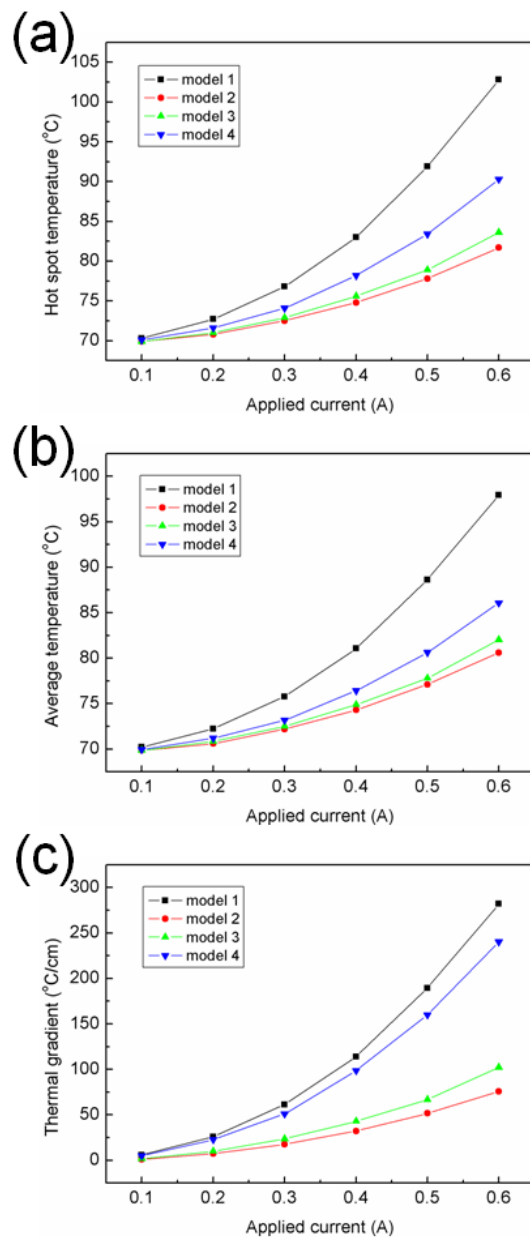 (a)
105
100
95
90
85
80
75
70
Hot spot temperature (°C)
model 1
model 2
model 3
model 4
0.1 0.2 0.3 0.4 0.5 0.6
Applied current (A)
(b)
100
95
90
85
80
75
70
Average temperature (°C)
model 1
model 2
model 3
model 4
0.1 0.2 0.3 0.4 0.5 0.6
Applied current (A)
(c)
300
250
200
150
100
50
0
Thermal gradient (°C/cm)
model 1
model 2
model 3
model 4
0.1 0.2 0.3 0.4 0.5 0.6
Applied current (A)